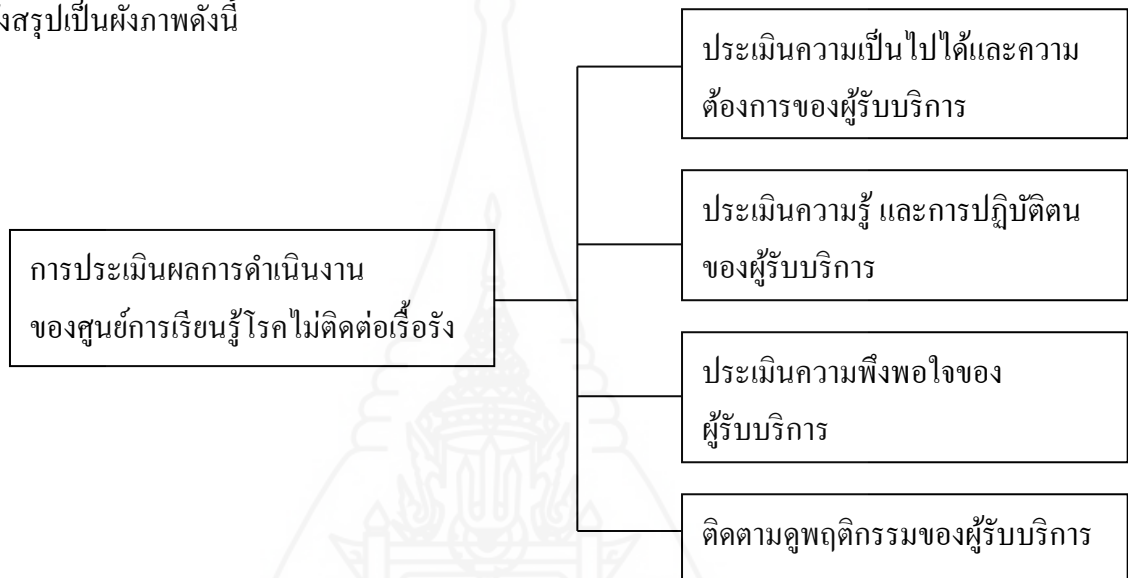 ังสรุปเป็นผังภาพดังนี้
ประเมินความเป็นไปได้และความ
ต้องการของผู้รับบริการ
ประเมินความรู้ และการปฏิบัติตน
ของผู้รับบริการ
การประเมินผลการดำเนินงาน
ของศูนย์การเรียนรู้โรคไม่ติดต่อเรื้อรัง
ประเมินความพึงพอใจของ
ผู้รับบริการ
ติดตามดูพฤติกรรมของผู้รับบริการ